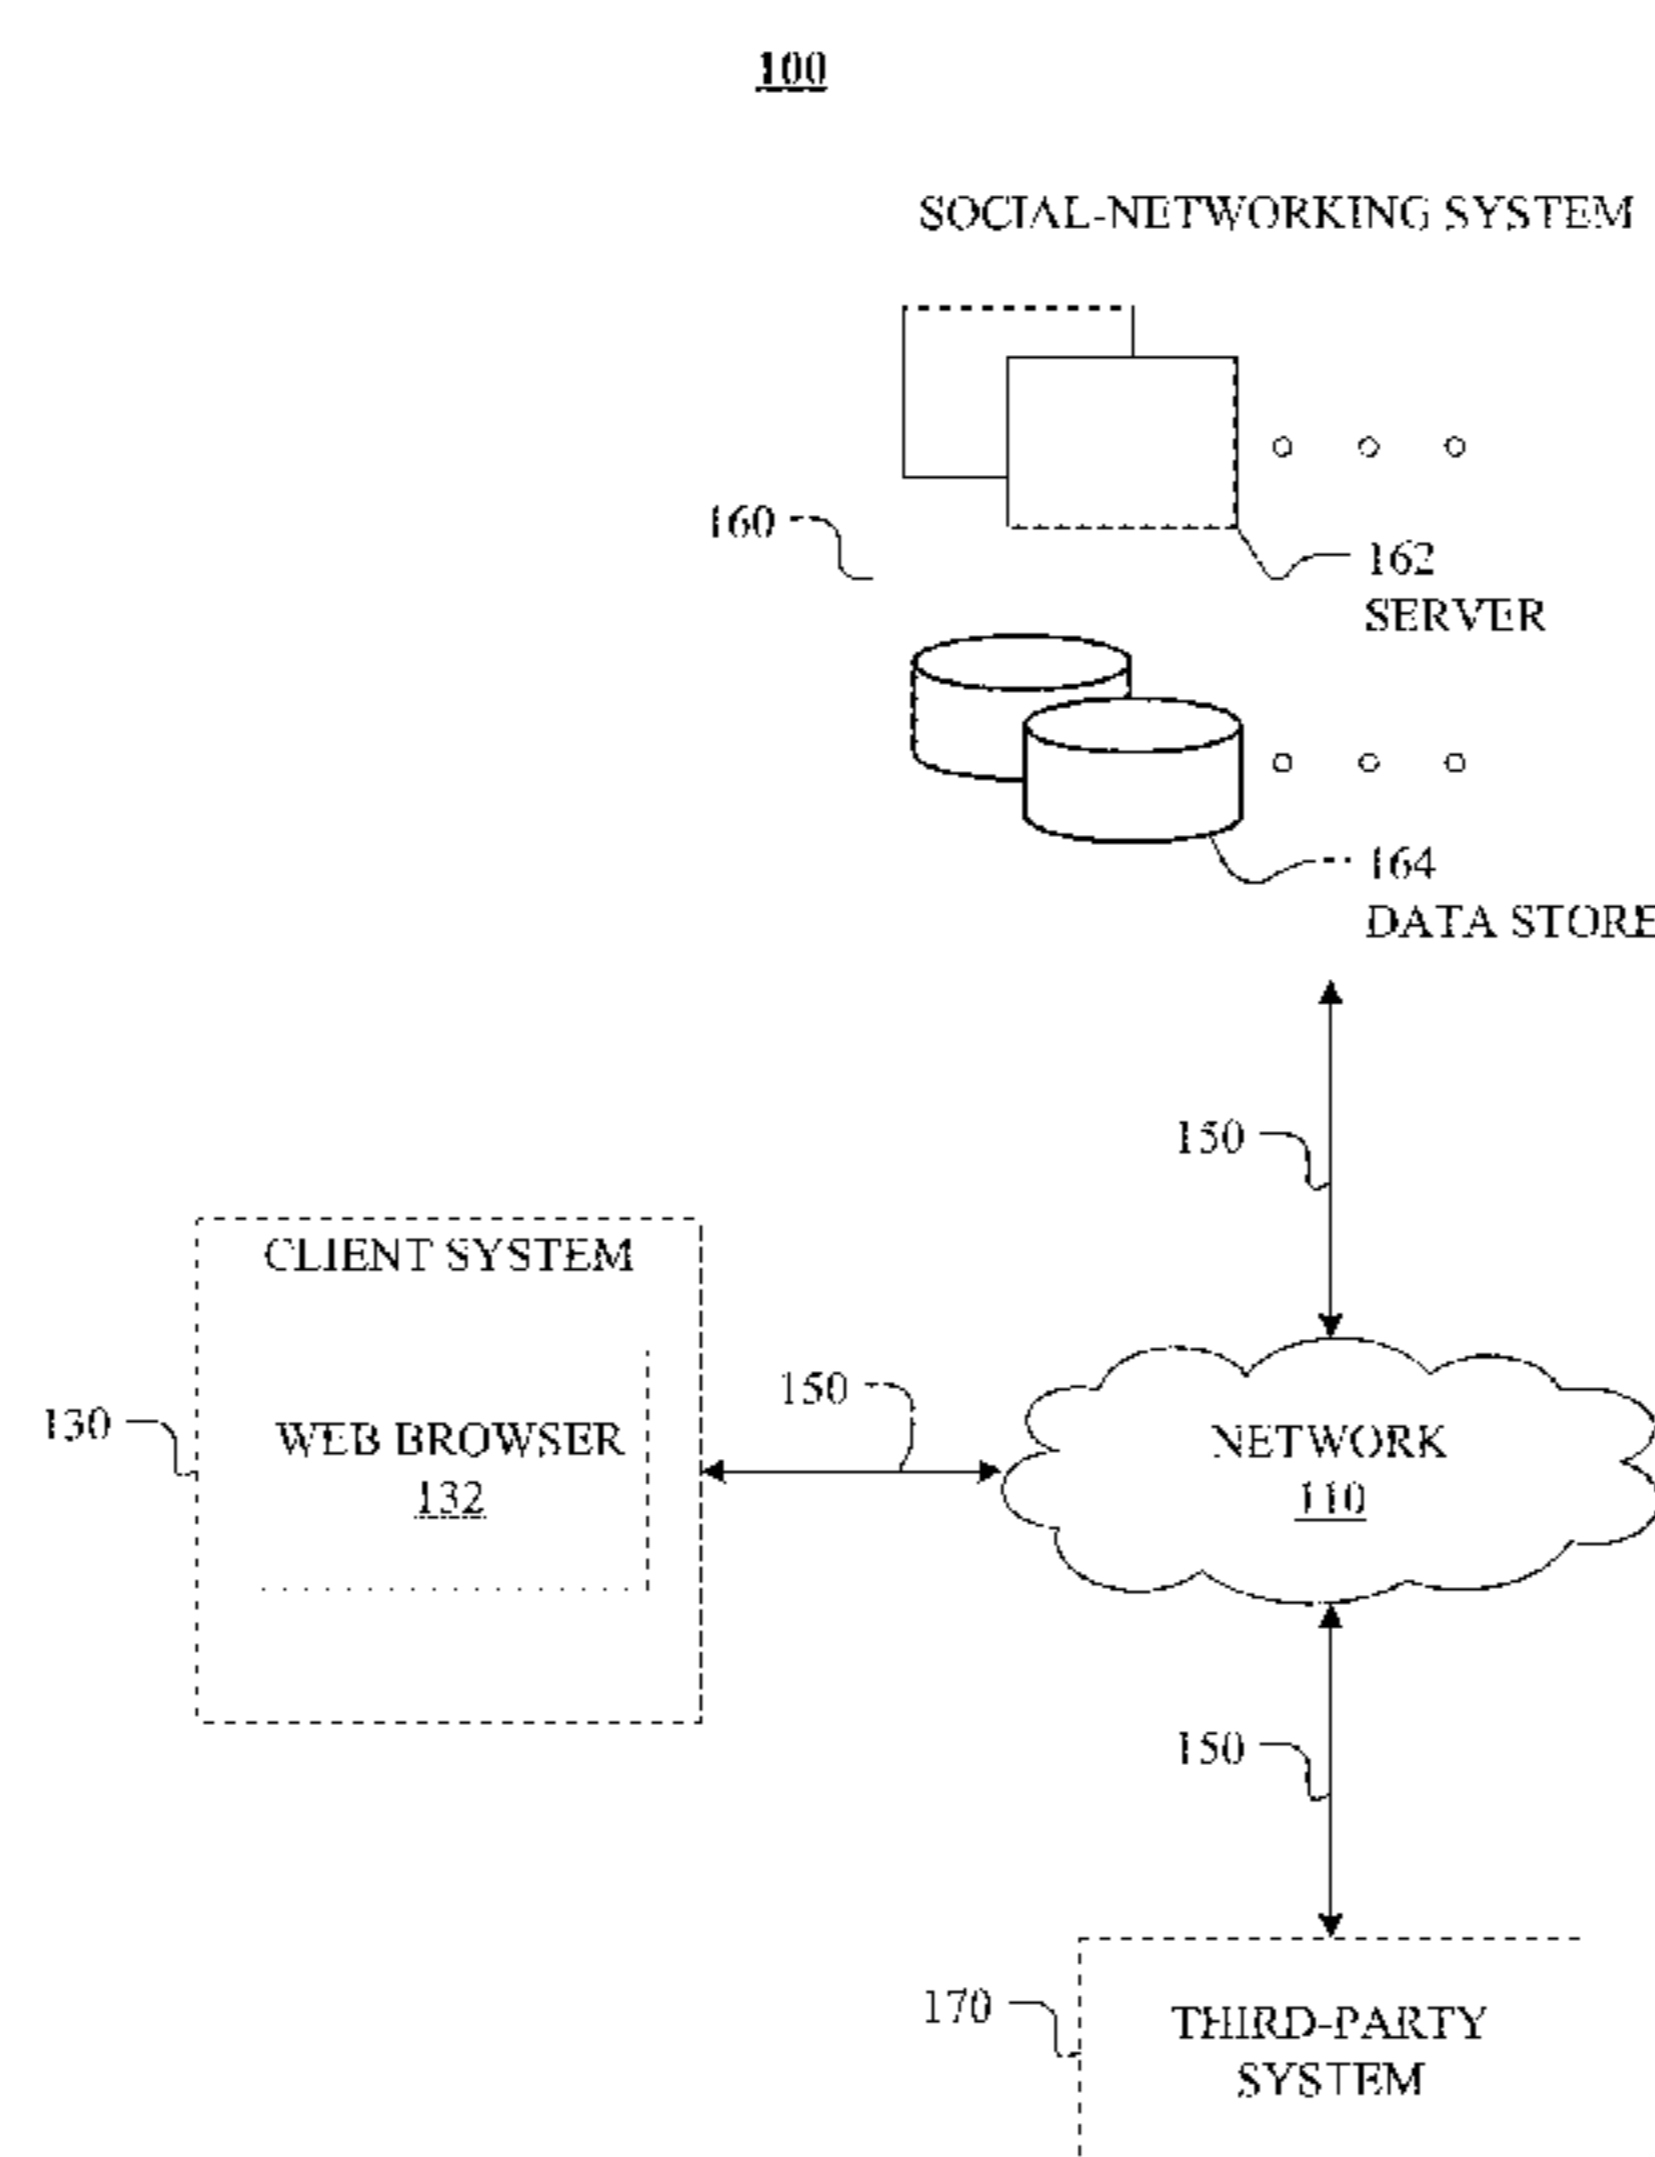 100
SOCIAL-NETWORKING SYSTEM
160
162
SERVER
164
DATA STORE
150
CLIENT SYSTEM
130
WEB BROWSER
132
150
NETWORK
110
150
170
THIRD-PARTY
SYSTEM